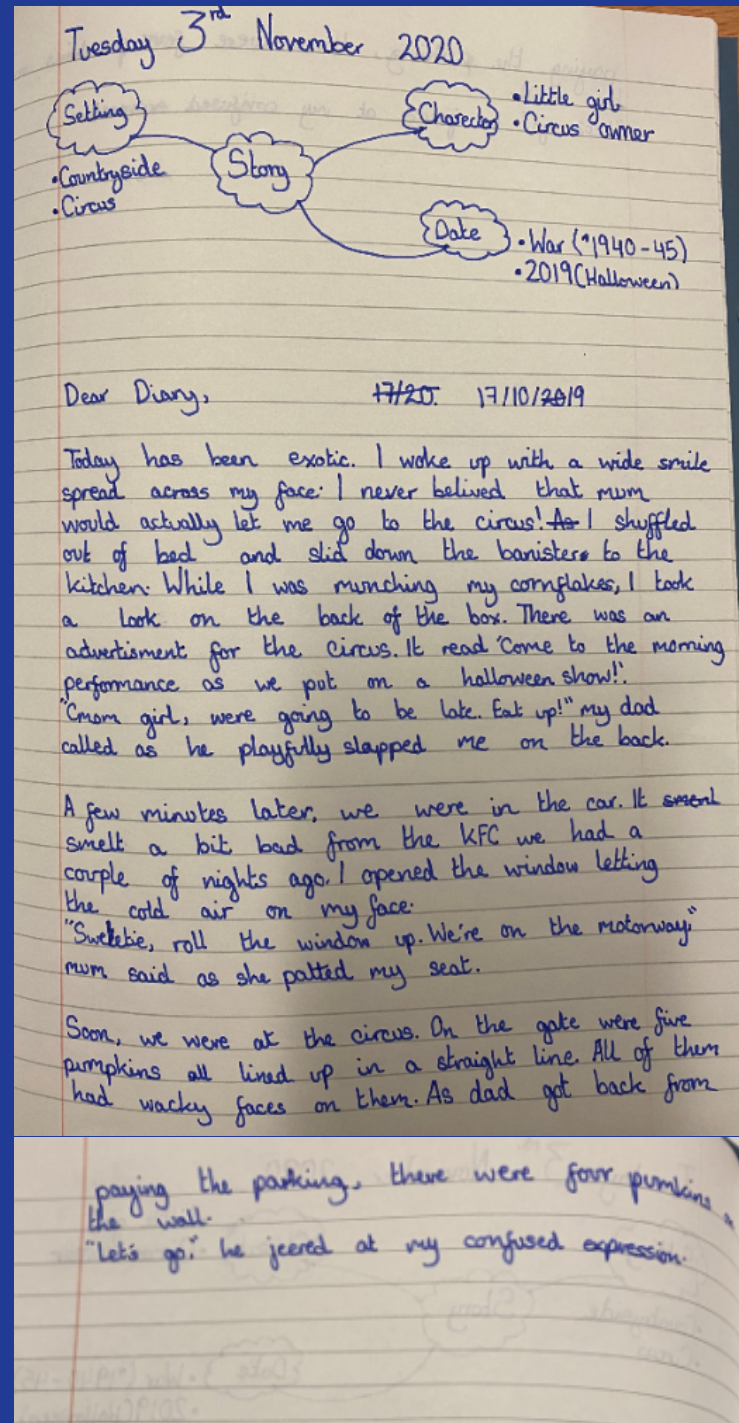 Tuesday 3rd November 2020
Setting
• Countryside
• Circus
Story
Charector
• Little girl
• Circus owner
Date
• War (*1940-45)
• 2019 (Halloween)
Dear Diary, 17/20. 17/10/2019
Today has been exotic. I woke up with a wide smile
spread across my face: I never belived that mum
would actually let me go to the circus! As I shuffled
out of bed and slid down the banisters to the
kitchen. While I was munching my cornflakes, I took
a look on the back of the box. There was an
advertisment for the circus. It read 'Come to the morning
performance as we put on a halloween show!'.
"Cmom girl, were going to be late. Eat up!" my dad
called as he playfully slapped me on the back.
A few minutes later, we were in the car. It
smelt a bit bad from the KFC we had a
couple of nights ago. I opened the window letting
the cold air on my face.
"Sweetie, roll the window up. We're on the motorway,"
mum said as she patted my seat.
Soon, we were at the circus. On the gate were five
pumpkins all lined up in a straight line. All of them
had wacky faces on them. As dad got back from
paying the parking, there were four pumkins
the wall.
"Let's go." he jeered at my confused expression.